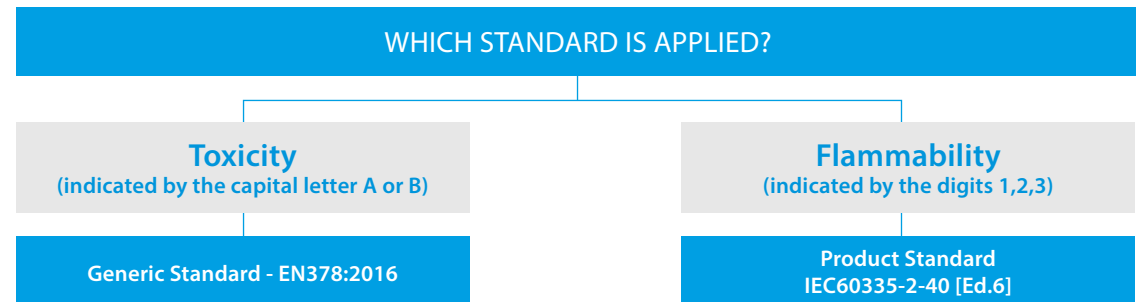 WHICH STANDARD IS APPLIED?
Toxicity
(indicated by the capital letter A or B)
Flammability
(indicated by the digits 1,2,3)
Generic Standard - EN378:2016
Product Standard
IEC60335-2-40 [Ed.6]